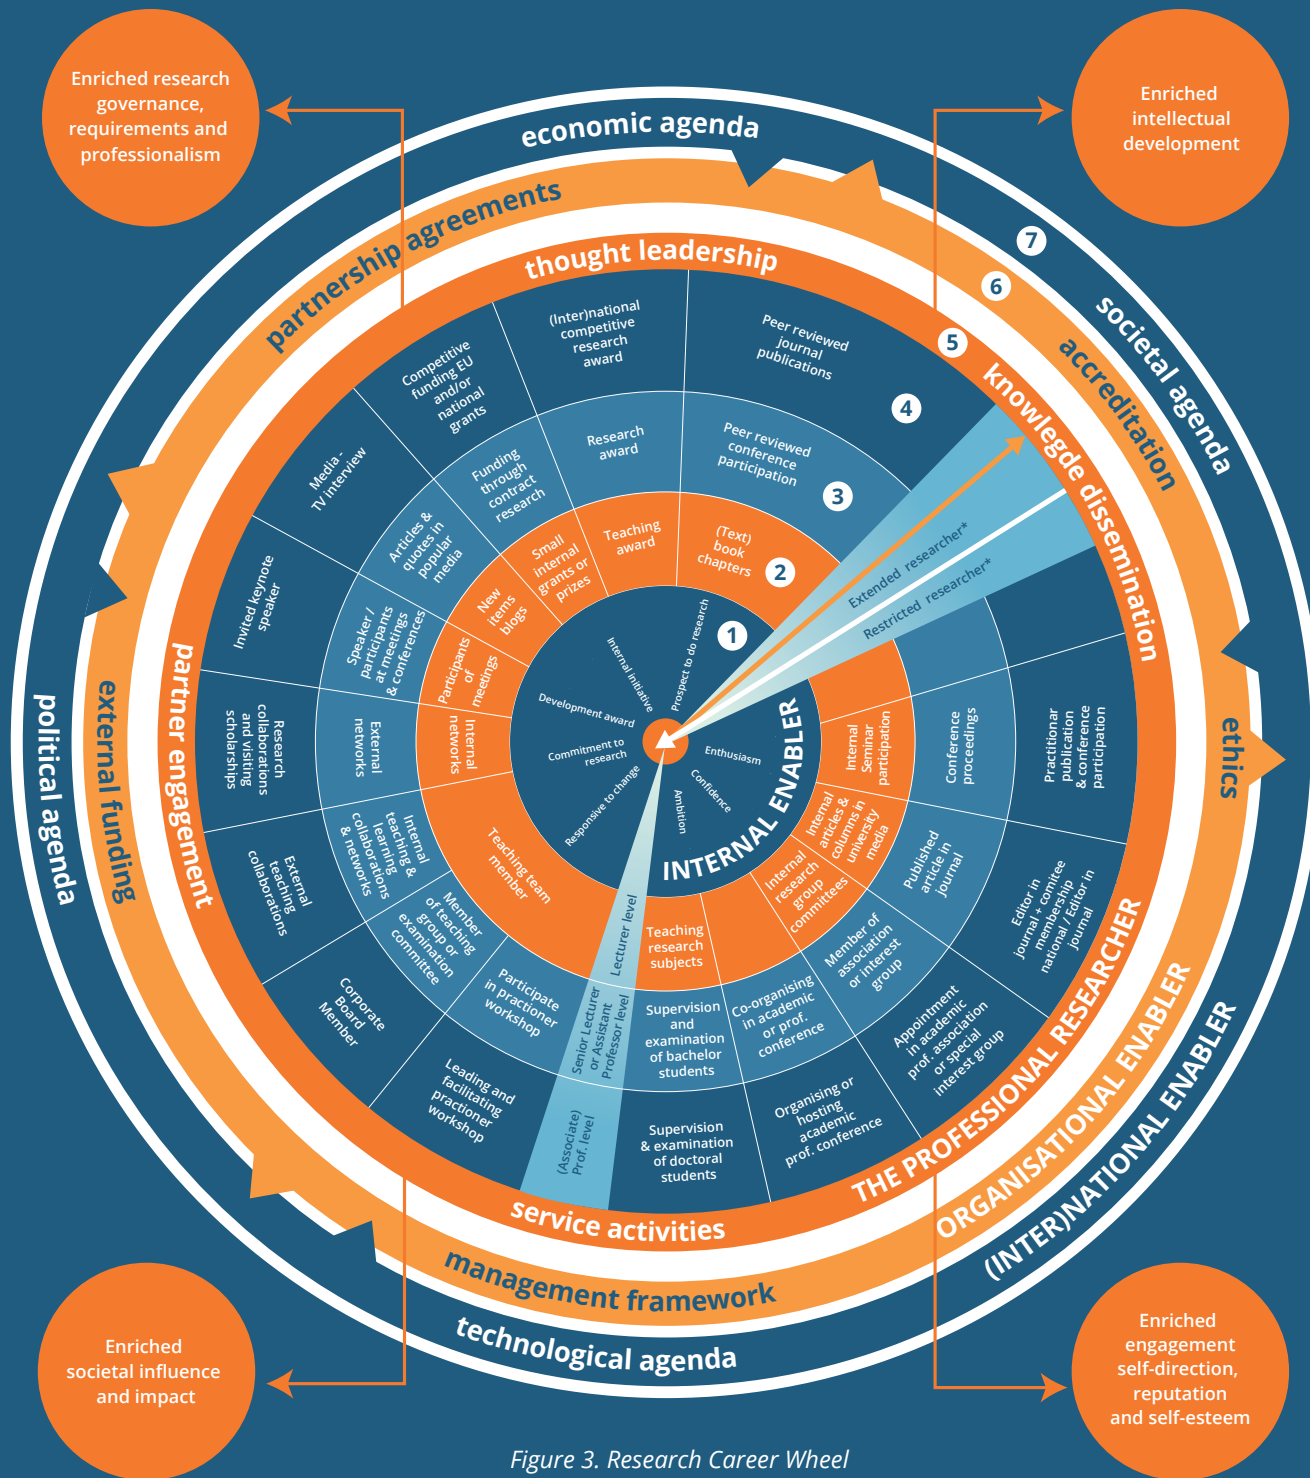 Enriched research
governance,
requirements and
professionalism
Enriched
intellectual
development
economic agenda
societal agenda
political agenda
technological agenda
(INTER)NATIONAL ENABLER
7
partnership agreements
accreditation
ethics
external funding
management framework
ORGANISATIONAL ENABLER
6
thought leadership
knowlegde dissemination
partner engagement
service activities
THE PROFESSIONAL RESEARCHER
5
4
3
2
1
(Inter)national
competitive
research
award
Peer reviewed
journal
publications
Competitive
funding EU
and/or
national
grants
Media -
TV interview
Invited keynote
speaker
Research
collaborations
and visiting
scholarships
External
teaching
collaborations
Corporate
Board
Member
Leading and
facilitating
practioner
workshop
(Associate)
Prof. level
Supervision
& examination
of doctoral
students
Organising or
hosting
academic
prof. conference
Appointment
in academic
prof. association
or special
interest group
Editor in
journal + comitee
membership
national / Editor in
journal
Practitionar
publication
& conference
participation
Research
award
Peer reviewed
conference
participation
Funding
through
contract
research
Articles &
quotes in
popular
media
Speaker /
participants
at meetings
& conferences
External
networks
Internal
teaching &
learning
collaborations
& networks
Member
of teaching
group or
examination
committee
Participate
in practioner
workshop
Senior Lecturer
or Assistant
Professor level
Supervision
and
examination
of bachelor
students
Co-organising
in academic
or prof.
conference
Member of
association
or interest
group
Published
article in
journal
Conference
proceedings
Teaching
award
(Text)
book
chapters
Small
internal
grants or
prizes
New
items
blogs
Participants
of
meetings
Internal
networks
Teaching team
member
Lecturer level
Teaching
research
subjects
Internal
research
group
committees
Internal
articles &
columns in
university
media
Internal
Seminar
participation
Extended researcher*
Restricted researcher*
Internal initiative
Prospect to do research
Development award
Commitment to
research
Responsive to change
Enthusiasm
Confidence
Ambition
INTERNAL ENABLER
Enriched
societal influence
and impact
Enriched
engagement
self-direction,
reputation
and self-esteem
Figure 3. Research Career Wheel